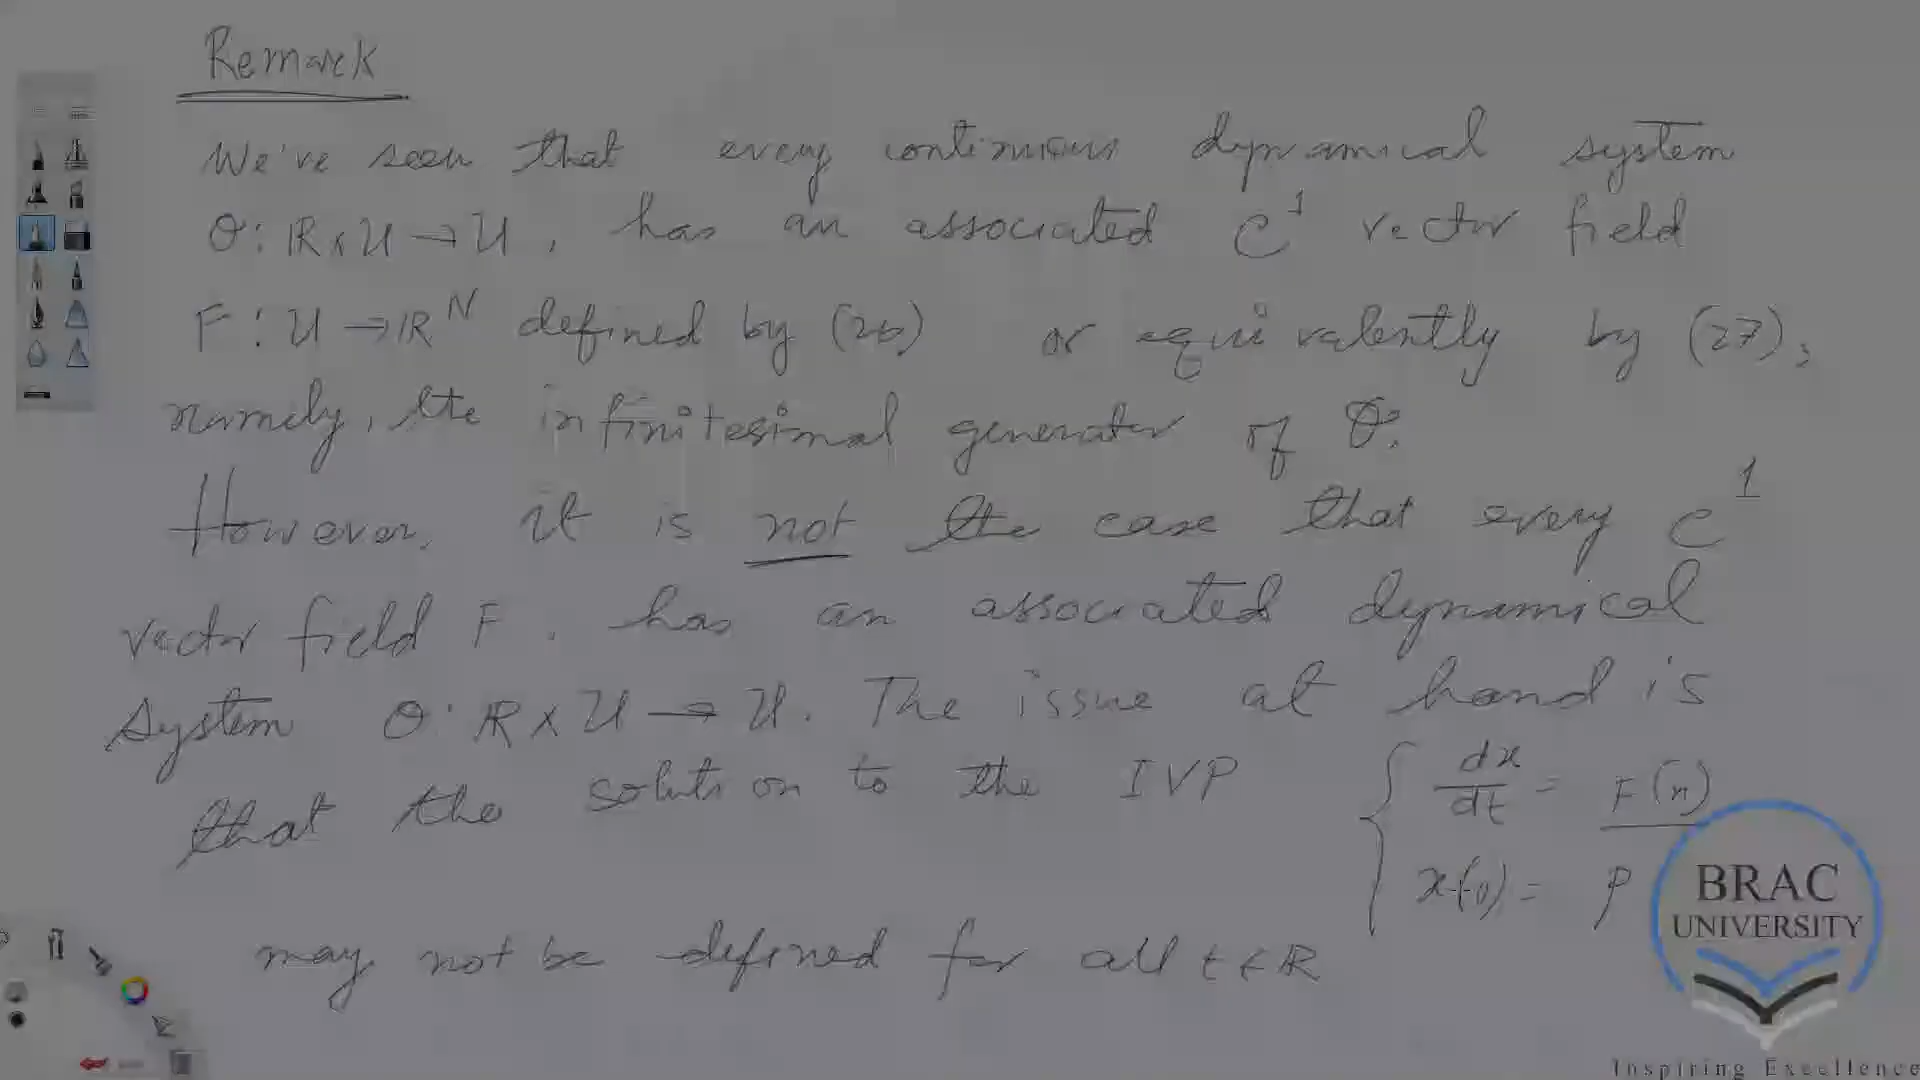 Remark
We've seen that every continuous dynamical system
θ: ℝ x U → U, has an associated C¹ vector field
F: U → ℝᴺ defined by (26) or equivalently by (27),
namely, the infinitesimal generator of θ.
However, it is not the case that every C¹
vector field F, has an associated dynamical
system θ: ℝ x U → U. The issue at hand is
that the solution to the IVP { dx/dt = F(x)
x(0) = p
may not be defined for all t ∈ ℝ
BRAC
UNIVERSITY
Inspiring Excellence